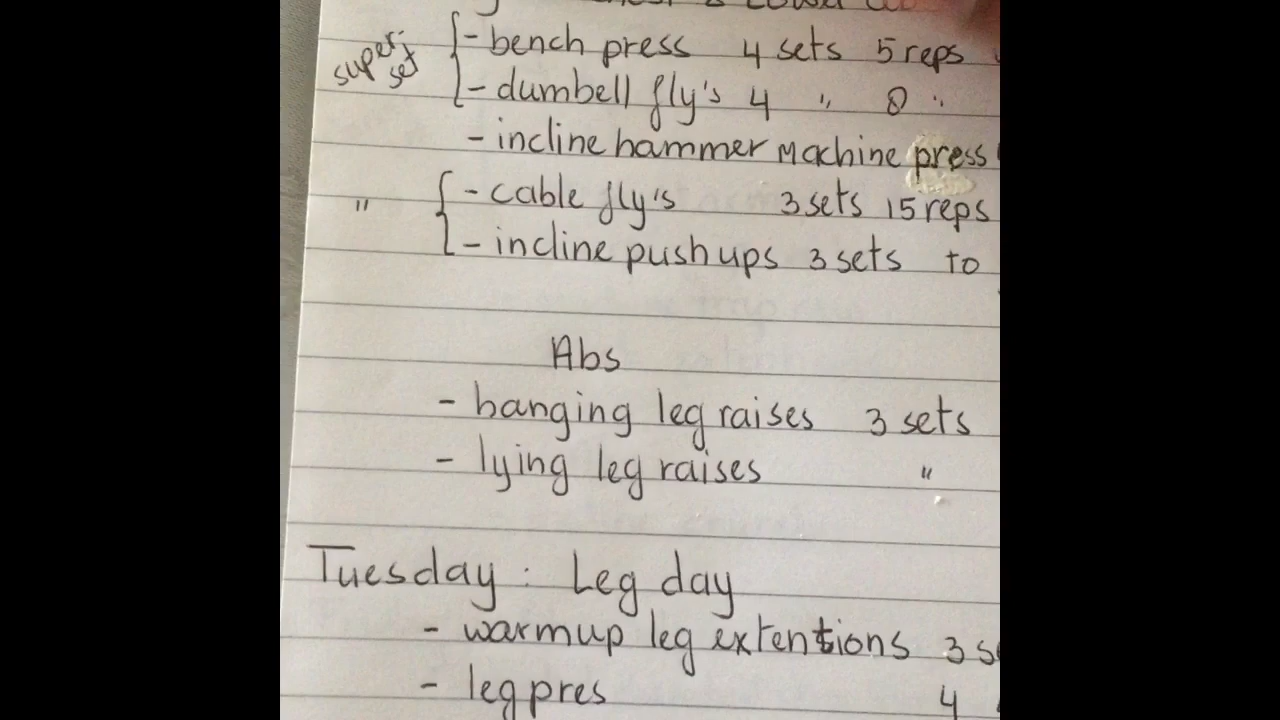 super-
set
- bench press 4 sets 5 reps
- dumbell fly's 4 " 8 "
- incline hammer machine press
" - cable fly's 3 sets 15 reps
- incline push ups 3 sets to
Abs
- hanging leg raises 3 sets
- lying leg raises "
Tuesday: Leg day
- warmup leg extentions 3 s
- leg pres 4